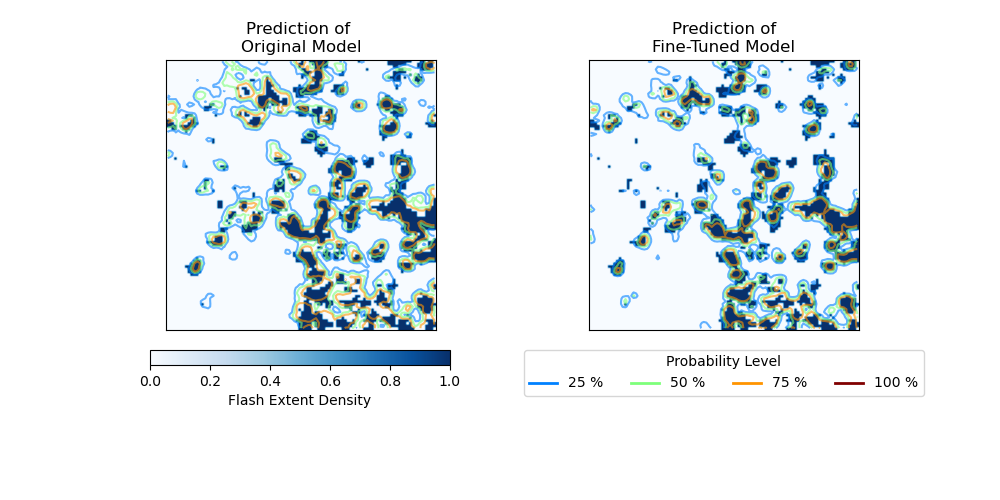 Prediction of
Original Model
Prediction of
Fine-Tuned Model
0.0 0.2 0.4 0.6 0.8 1.0
Flash Extent Density
Probability Level
25 % 50 % 75 % 100 %